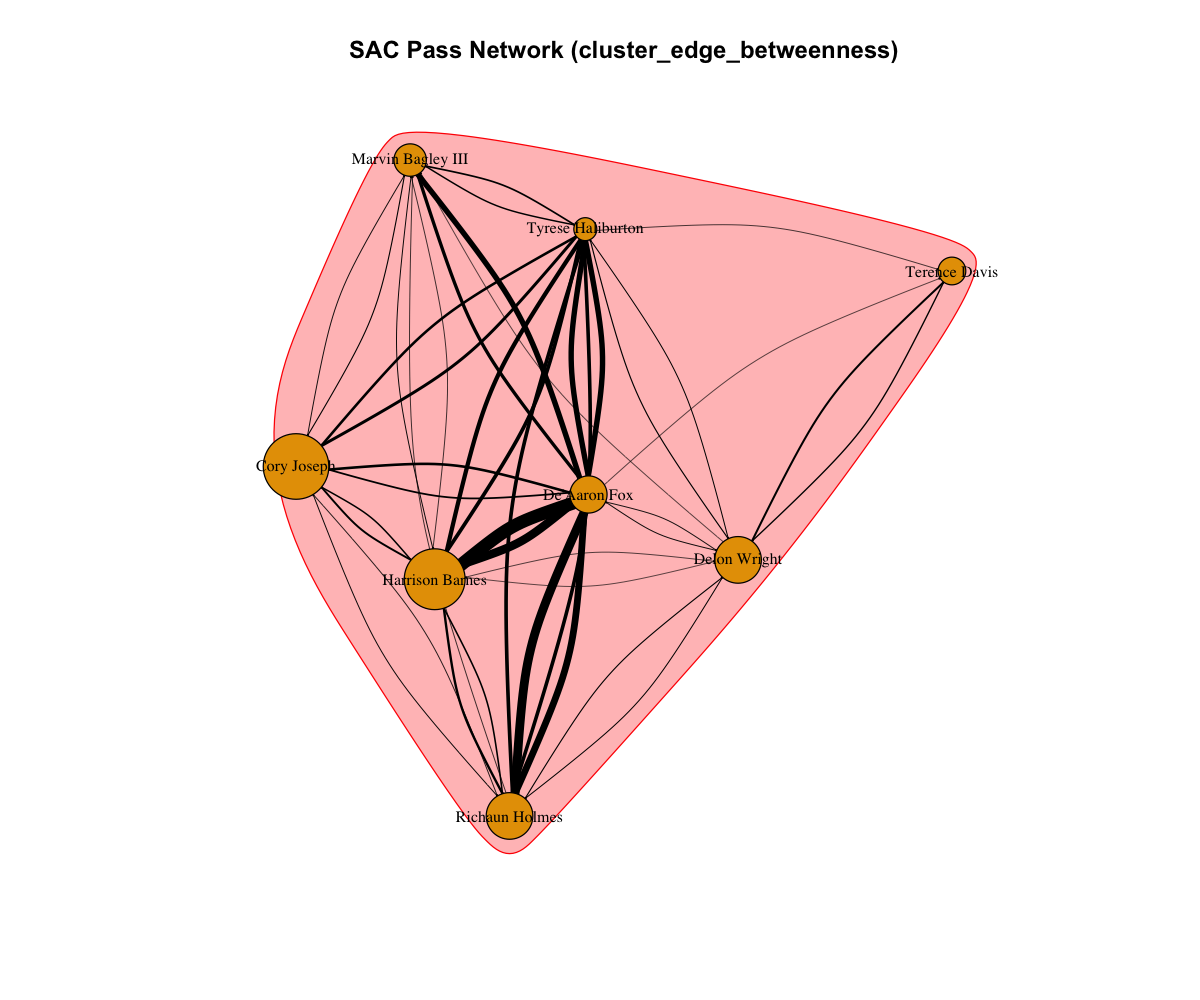 SAC Pass Network (cluster_edge_betweenness)
Marvin Bagley III
Tyrese Haliburton
Terence Davis
Cory Joseph
De'Aaron Fox
Delon Wright
Harrison Barnes
Richaun Holmes